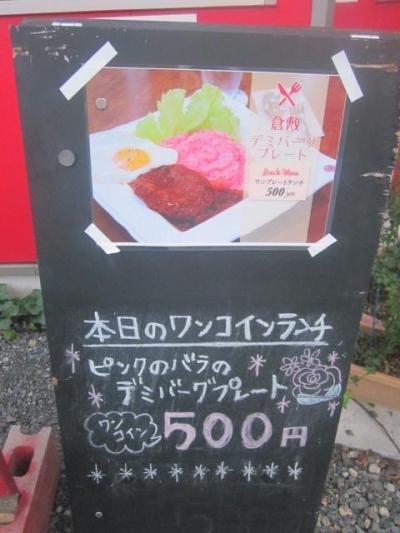 倉敷
デミバーグ
プレート
Lunch Menu
ワンプレートランチ
500yen
本日のワンコインランチ
ピンクのバラの
デミバーグプレート
ワンコイン
500円